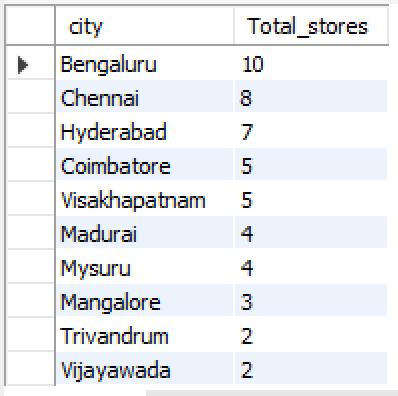 city Total_stores
Bengaluru 10
Chennai 8
Hyderabad 7
Coimbatore 5
Visakhapatnam 5
Madurai 4
Mysuru 4
Mangalore 3
Trivandrum 2
Vijayawada 2